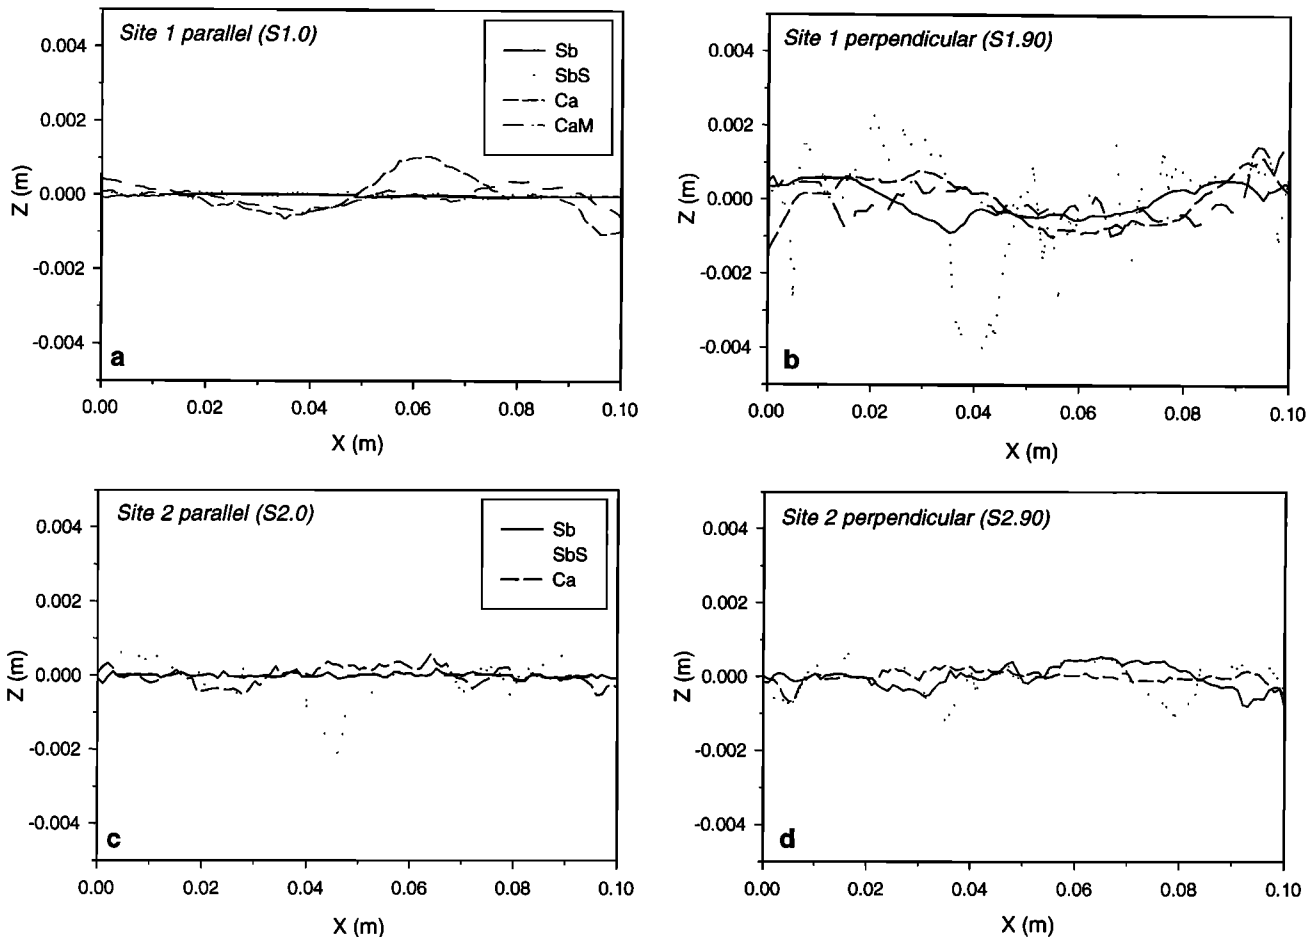 Site 1 parallel (S1.0)
Sb
SbS
Ca
CaM
0.004
0.002
0.000
-0.002
-0.004
Z (m)
a
0.00 0.02 0.04 0.06 0.08 0.10
X (m)
Site 1 perpendicular (S1.90)
0.004
0.002
0.000
-0.002
-0.004
Z (m)
b
0.00 0.02 0.04 0.06 0.08 0.10
X (m)
Site 2 parallel (S2.0)
Sb
SbS
Ca
0.004
0.002
0.000
-0.002
-0.004
Z (m)
c
0.00 0.02 0.04 0.06 0.08 0.10
X (m)
Site 2 perpendicular (S2.90)
0.004
0.002
0.000
-0.002
-0.004
Z (m)
d
0.00 0.02 0.04 0.06 0.08 0.10
X (m)